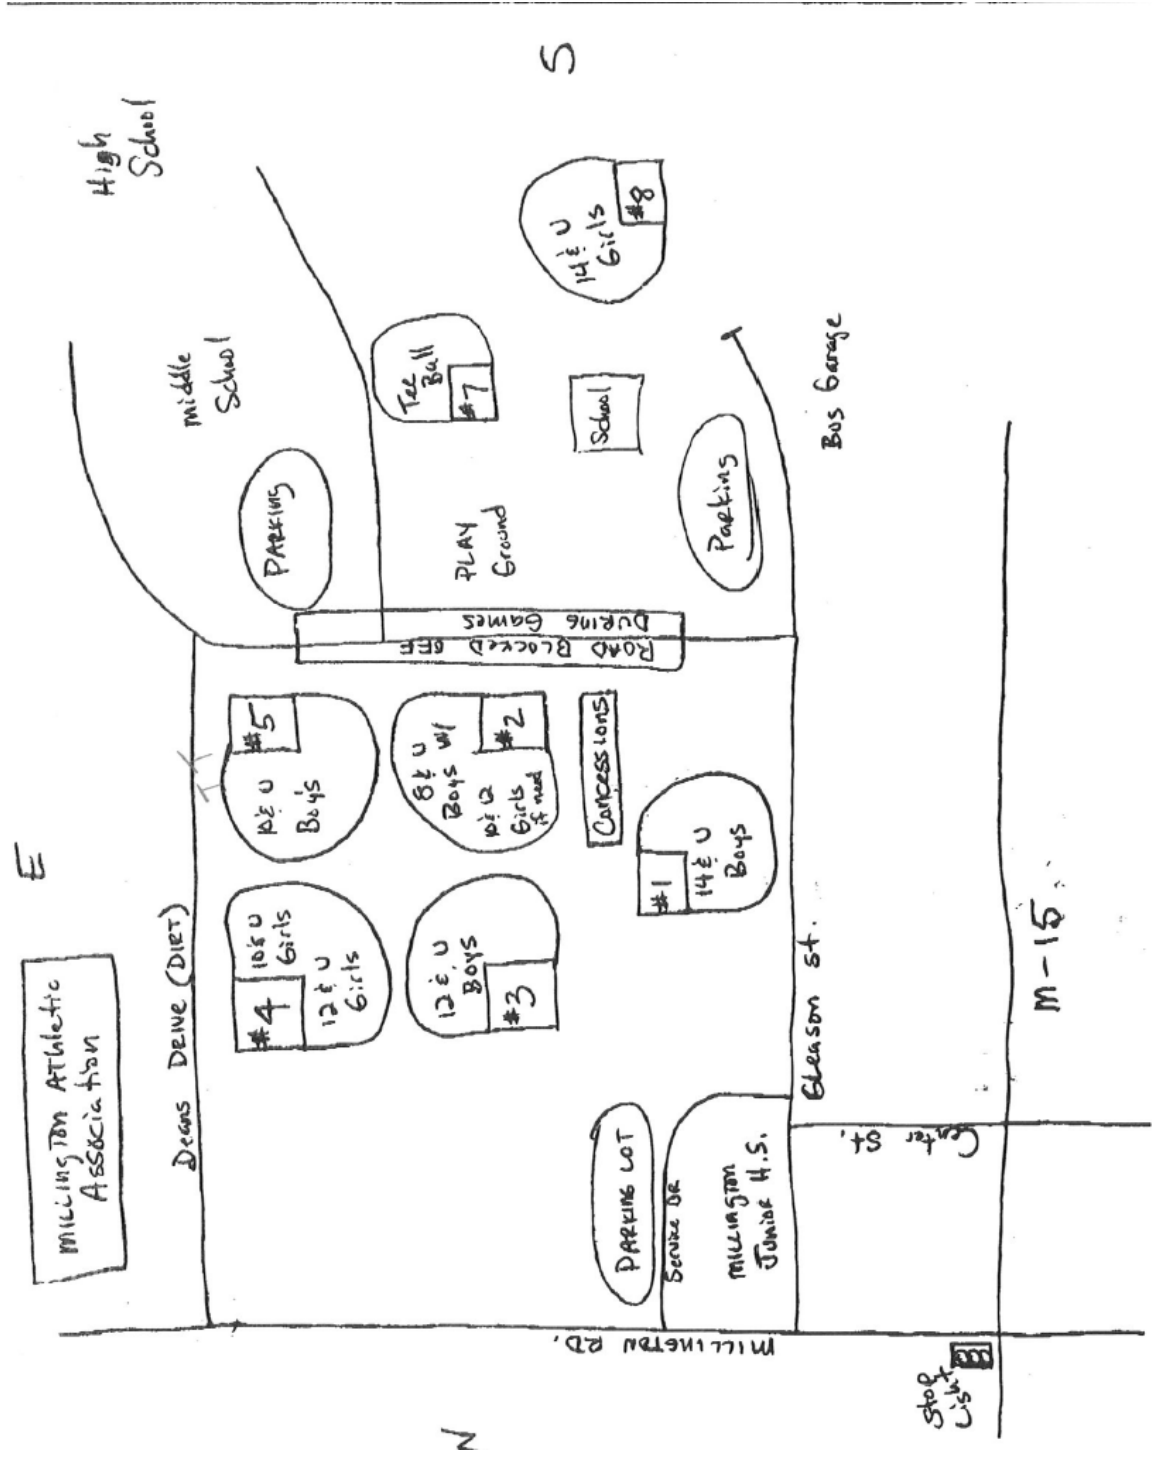 MILLINGTON ATHLETIC
ASSOCIATION
E
N
S
High
School
Middle
School
PARKING
Deans Drive (DIRT)
#5
10 & U
Boys
#4
10 & U
Girls
12 & U
Girls
8 & U
Boys w/
10 & 12
Girls
if need
#2
12 & U
Boys
#3
ROAD BLOCKED OFF
DURING Games
PLAY
Ground
Tee
Ball
#7
14 & U
Girls
#8
School
Parking
Bus Garage
Concessions
#1
14 & U
Boys
Gleason St.
M-15
PARKING LOT
Service DR
MILLINGTON
Junior H.S.
Center
St.
MILLINGTON RD.
Stop
Light